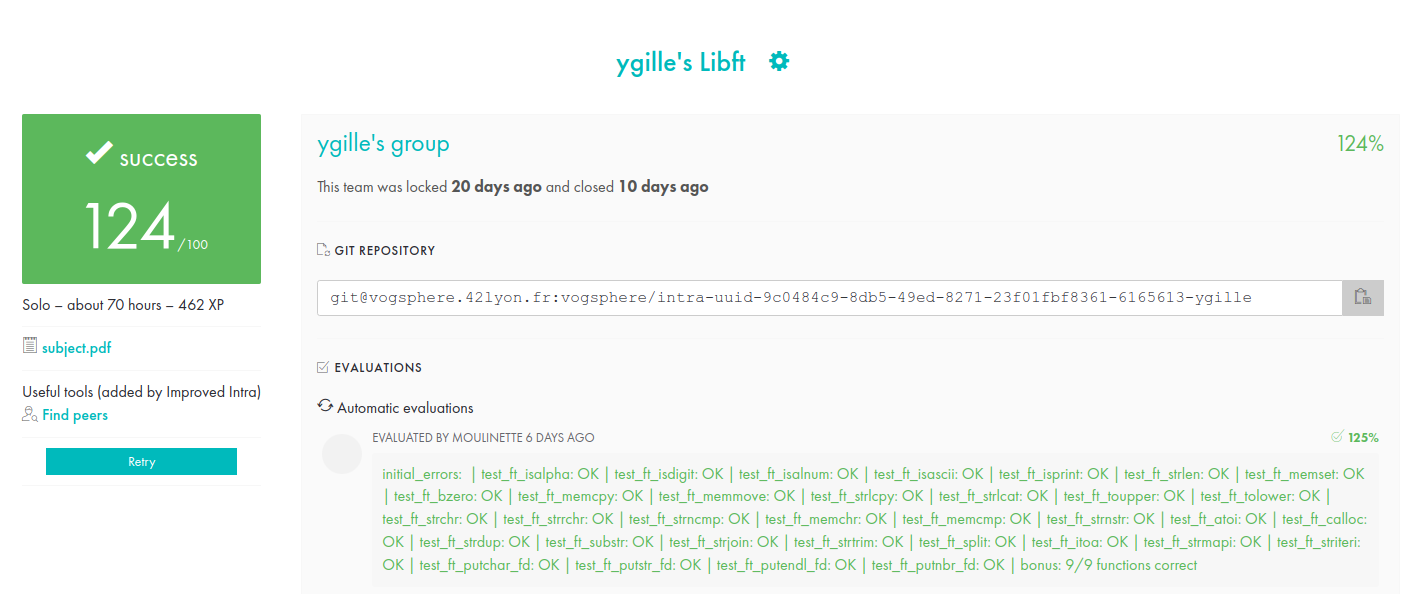 ygille's Libft
success
124/100
Solo – about 70 hours – 462 XP
subject.pdf
Useful tools (added by Improved Intra)
Find peers
Retry
ygille's group
124%
This team was locked 20 days ago and closed 10 days ago
GIT REPOSITORY
git@vogsphere.42lyon.fr:vogsphere/intra-uuid-9c0484c9-8db5-49ed-8271-23f01fbf8361-6165613-ygille
EVALUATIONS
Automatic evaluations
EVALUATED BY MOULINETTE 6 DAYS AGO
125%
initial_errors: | test_ft_isalpha: OK | test_ft_isdigit: OK | test_ft_isalnum: OK | test_ft_isascii: OK | test_ft_isprint: OK | test_ft_strlen: OK | test_ft_memset: OK
| test_ft_bzero: OK | test_ft_memcpy: OK | test_ft_memmove: OK | test_ft_strlcpy: OK | test_ft_strlcat: OK | test_ft_toupper: OK | test_ft_tolower: OK |
test_ft_strchr: OK | test_ft_strrchr: OK | test_ft_strncmp: OK | test_ft_memchr: OK | test_ft_memcmp: OK | test_ft_strnstr: OK | test_ft_atoi: OK | test_ft_calloc:
OK | test_ft_strdup: OK | test_ft_substr: OK | test_ft_strjoin: OK | test_ft_strtrim: OK | test_ft_split: OK | test_ft_itoa: OK | test_ft_strmapi: OK | test_ft_striteri:
OK | test_ft_putchar_fd: OK | test_ft_putstr_fd: OK | test_ft_putendl_fd: OK | test_ft_putnbr_fd: OK | bonus: 9/9 functions correct